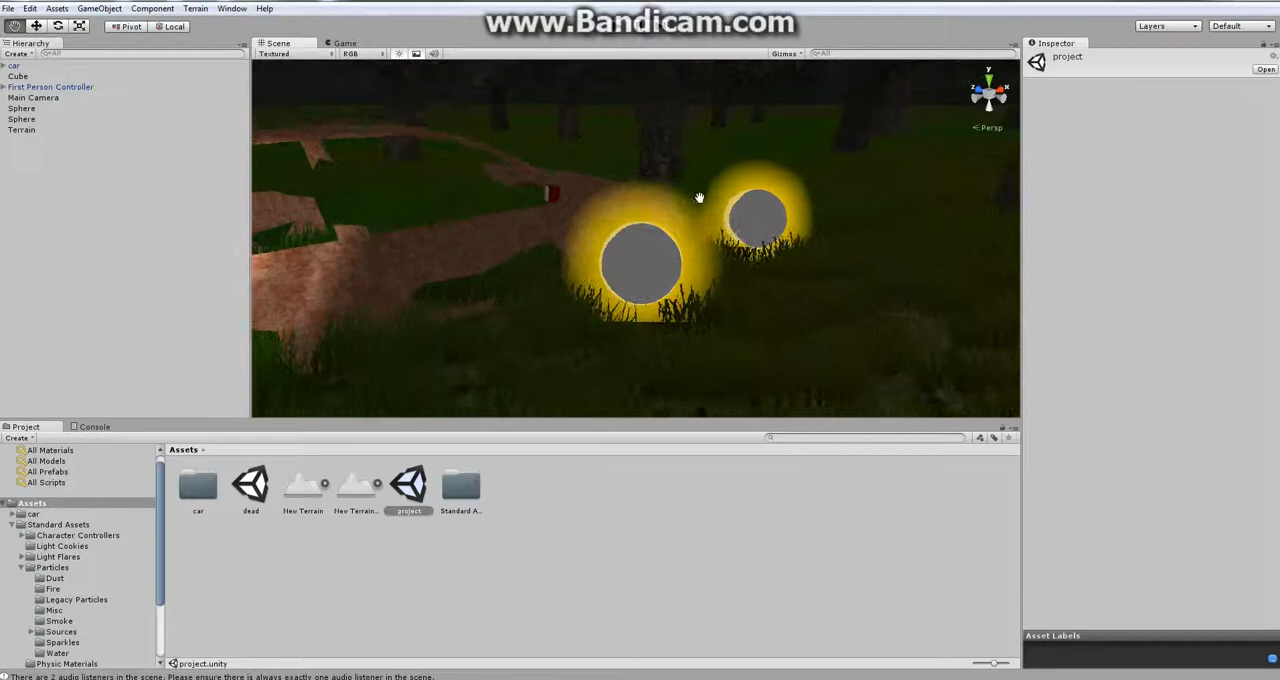 www.Bandicam.com
File Edit Assets GameObject Component Terrain Window Help
Pivot Local Layers Default
Hierarchy Scene Game Inspector
Create All Textured RGB Gizmos All
project
Open
car
Cube
First Person Controller
Main Camera
Sphere
Sphere
Terrain
y
z x
Persp
Project Console
Create
All Materials
All Models
All Prefabs
All Scripts
Assets
car
Standard Assets
Character Controllers
Light Cookies
Light Flares
Particles
Dust
Fire
Legacy Particles
Misc
Smoke
Sources
Sparkles
Water
Physic Materials
Assets
car dead New Terrain New Terrain... project Standard A...
project.unity
Asset Labels
There are 2 audio listeners in the scene. Please ensure there is always exactly one audio listener in the scene.